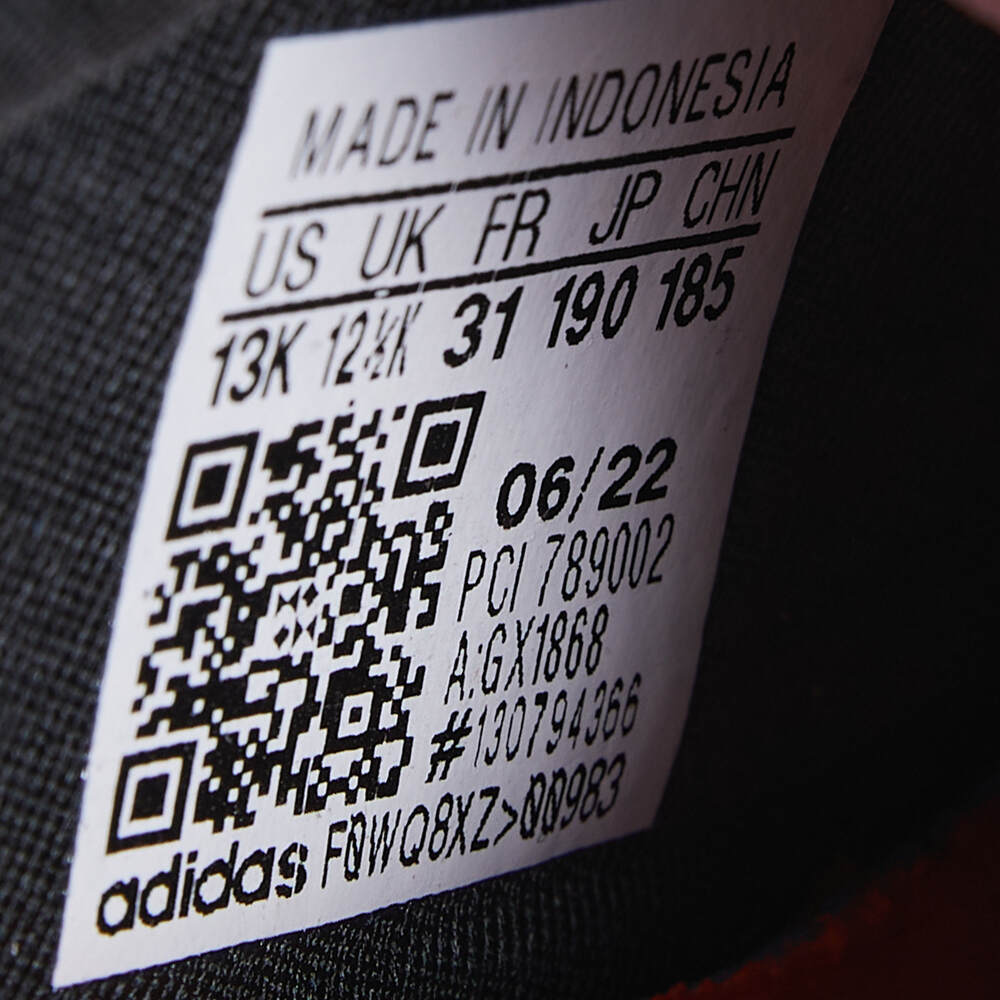 MADE IN INDONESIA
US UK FR JP CHN
13K 12½K 31 190 185
06/22
PCI 789002
A:GX1868
#130794366
adidas F0WQ8XZ>00983